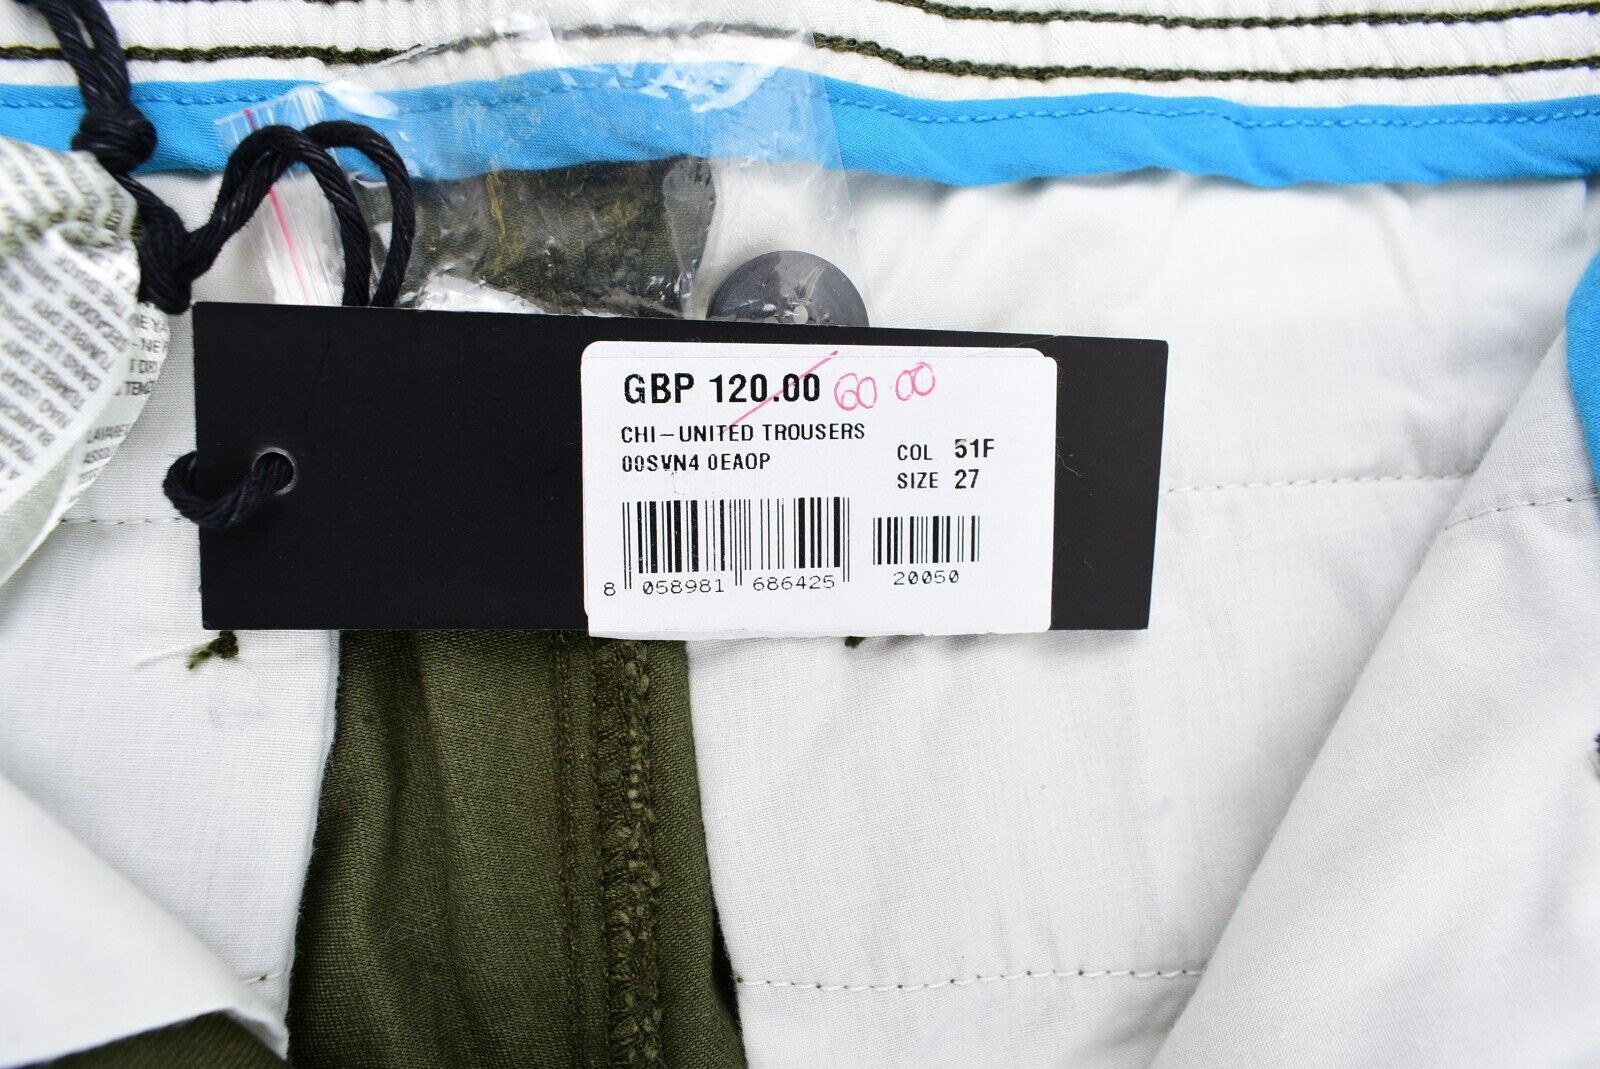 GBP 120.00 60.00
CHI-UNITED TROUSERS
00SVN4 0EAOP
COL 51F
SIZE 27
8 058981 686425
20050